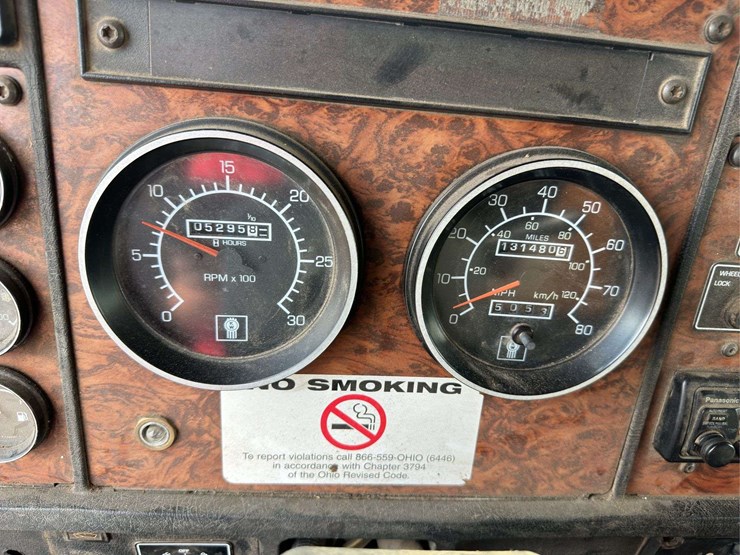 15
10
20
1/10
052958
HOURS
5
25
RPM x 100
0
30
40
30
50
60
20
40
80
60
MILES
1314806
100
10
20
70
MPH
km/h
120
5053
0
80
NO SMOKING
To report violations call 866-559-OHIO (6446)
in accordance with Chapter 3794
of the Ohio Revised Code.
WHEEL
LOCK
Panasonic